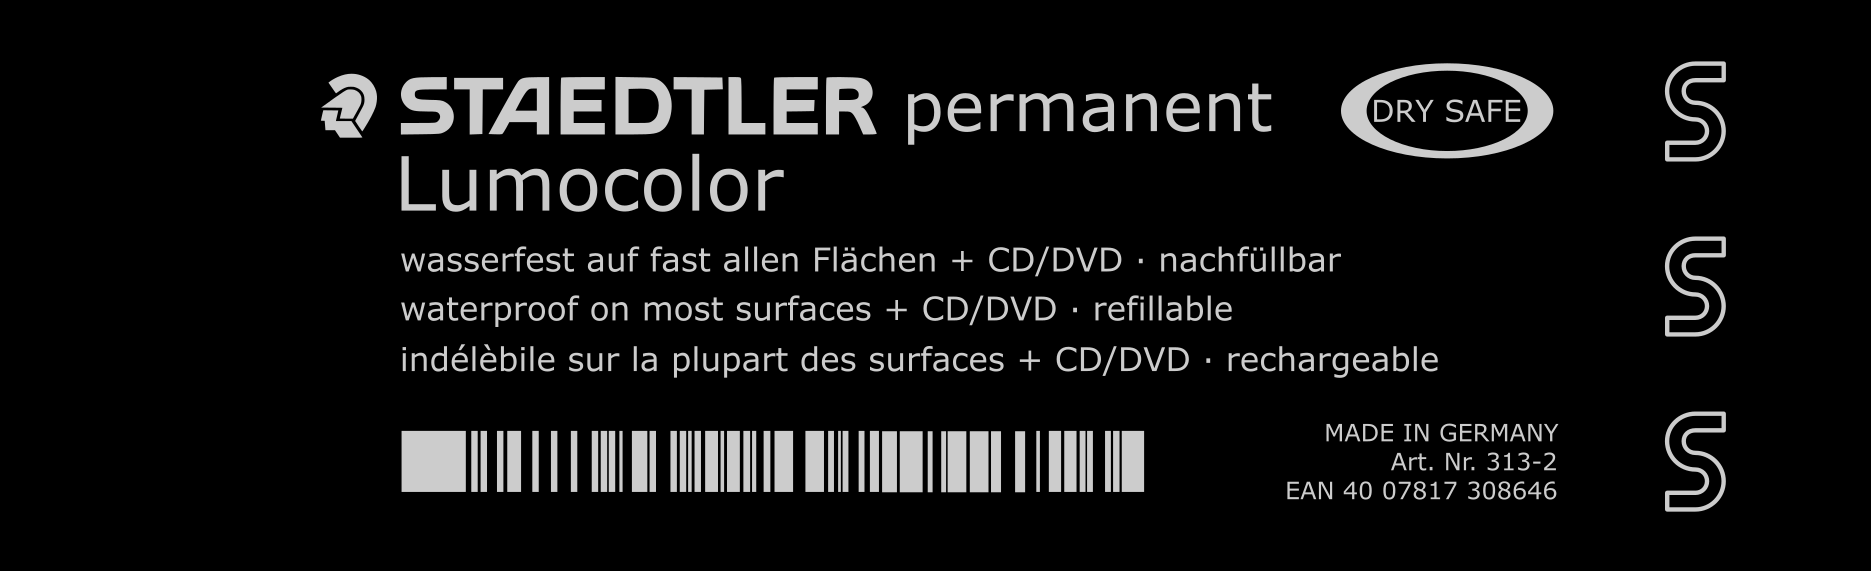 STAEDTLER permanent
Lumocolor
DRY SAFE
wasserfest auf fast allen Flächen + CD/DVD · nachfüllbar
waterproof on most surfaces + CD/DVD · refillable
indélèbile sur la plupart des surfaces + CD/DVD · rechargeable
MADE IN GERMANY
Art. Nr. 313-2
EAN 40 07817 308646
S
S
S